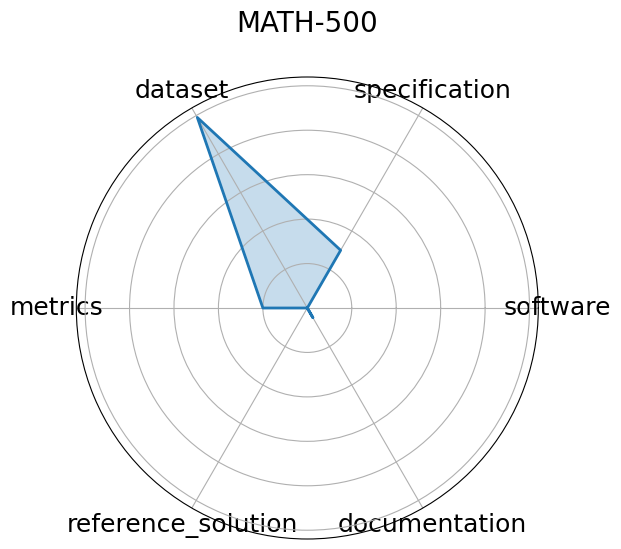 MATH-500
dataset
specification
metrics
software
reference_solution
documentation